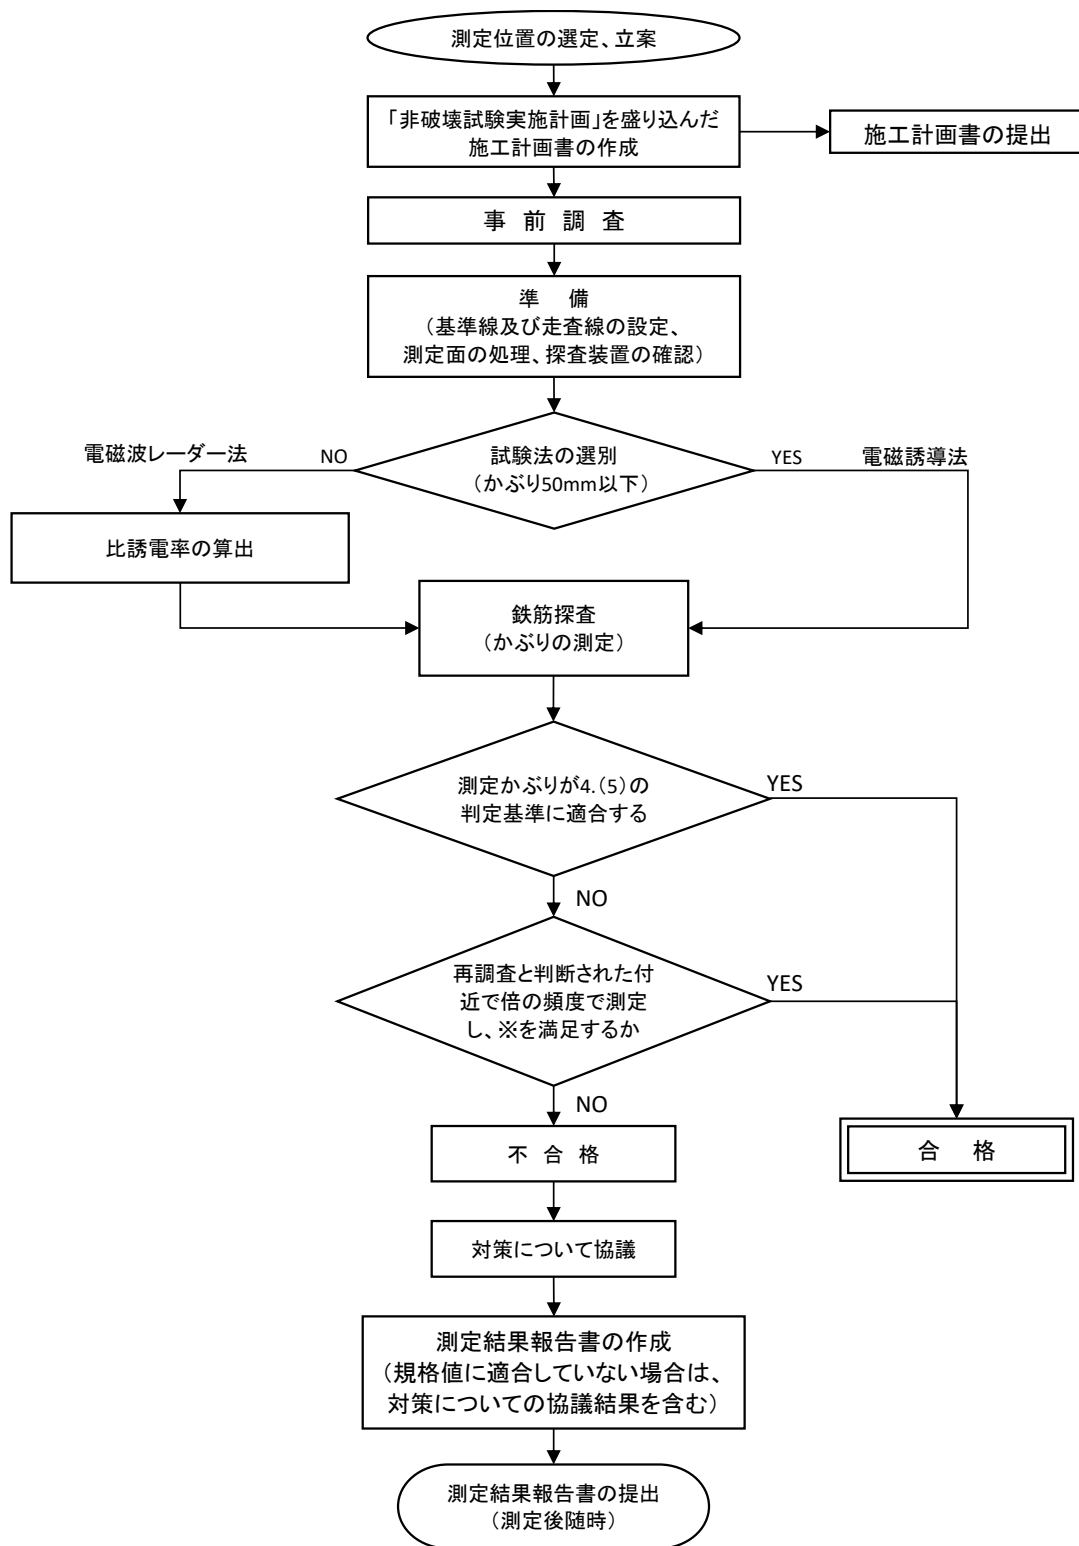 測定位置の選定、立案
「非破壊試験実施計画」を盛り込んだ
施工計画書の作成
施工計画書の提出
事 前 調 査
準 備
（基準線及び走査線の設定、
測定面の処理、探査装置の確認）
電磁波レーダー法
NO
試験法の選別
（かぶり50mm以下）
YES
電磁誘導法
比誘電率の算出
鉄筋探査
（かぶりの測定）
測定かぶりが4.（5）の
判定基準に適合する
YES
NO
再調査と判断された付
近で倍の頻度で測定
し、※を満足するか
YES
NO
不 合 格
合 格
対策について協議
測定結果報告書の作成
（規格値に適合していない場合は、
対策についての協議結果を含む）
測定結果報告書の提出
（測定後随時）